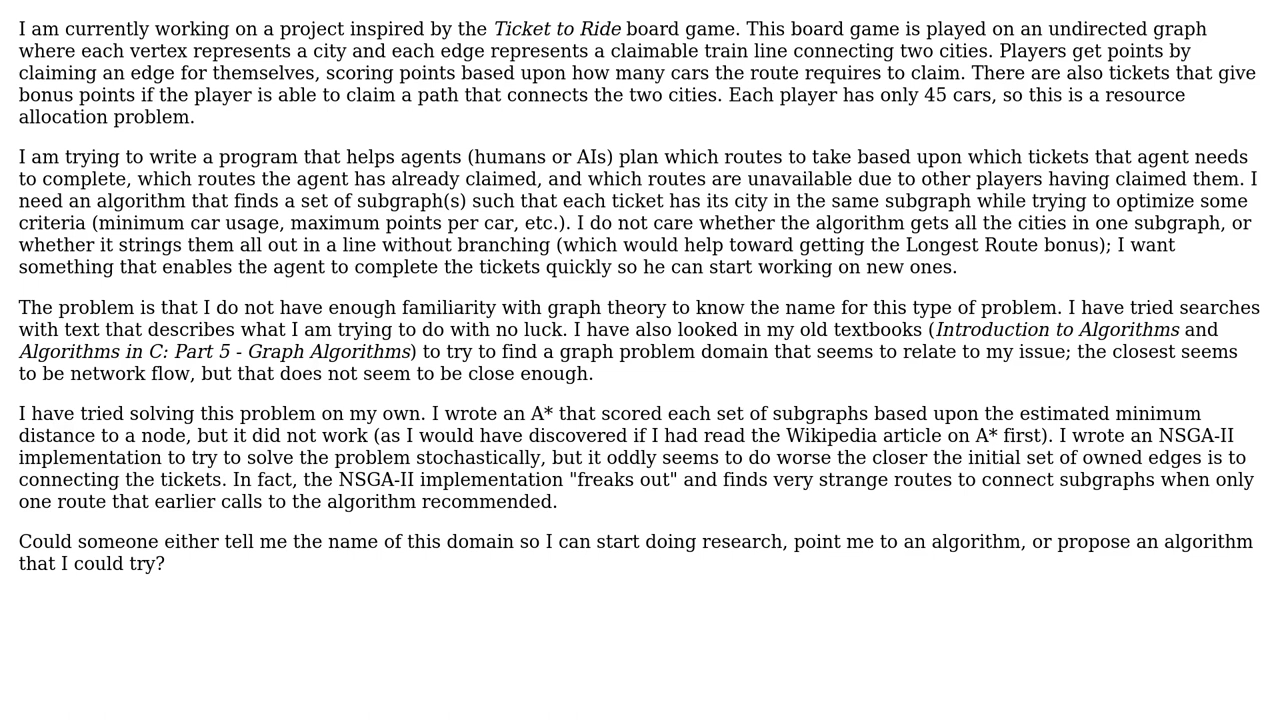 I am currently working on a project inspired by the Ticket to Ride board game. This board game is played on an undirected graph
where each vertex represents a city and each edge represents a claimable train line connecting two cities. Players get points by
claiming an edge for themselves, scoring points based upon how many cars the route requires to claim. There are also tickets that give
bonus points if the player is able to claim a path that connects the two cities. Each player has only 45 cars, so this is a resource
allocation problem.
I am trying to write a program that helps agents (humans or AIs) plan which routes to take based upon which tickets that agent needs
to complete, which routes the agent has already claimed, and which routes are unavailable due to other players having claimed them. I
need an algorithm that finds a set of subgraph(s) such that each ticket has its city in the same subgraph while trying to optimize some
criteria (minimum car usage, maximum points per car, etc.). I do not care whether the algorithm gets all the cities in one subgraph, or
whether it strings them all out in a line without branching (which would help toward getting the Longest Route bonus); I want
something that enables the agent to complete the tickets quickly so he can start working on new ones.
The problem is that I do not have enough familiarity with graph theory to know the name for this type of problem. I have tried searches
with text that describes what I am trying to do with no luck. I have also looked in my old textbooks (Introduction to Algorithms and
Algorithms in C: Part 5 - Graph Algorithms) to try to find a graph problem domain that seems to relate to my issue; the closest seems
to be network flow, but that does not seem to be close enough.
I have tried solving this problem on my own. I wrote an A* that scored each set of subgraphs based upon the estimated minimum
distance to a node, but it did not work (as I would have discovered if I had read the Wikipedia article on A* first). I wrote an NSGA-II
implementation to try to solve the problem stochastically, but it oddly seems to do worse the closer the initial set of owned edges is to
connecting the tickets. In fact, the NSGA-II implementation "freaks out" and finds very strange routes to connect subgraphs when only
one route that earlier calls to the algorithm recommended.
Could someone either tell me the name of this domain so I can start doing research, point me to an algorithm, or propose an algorithm
that I could try?